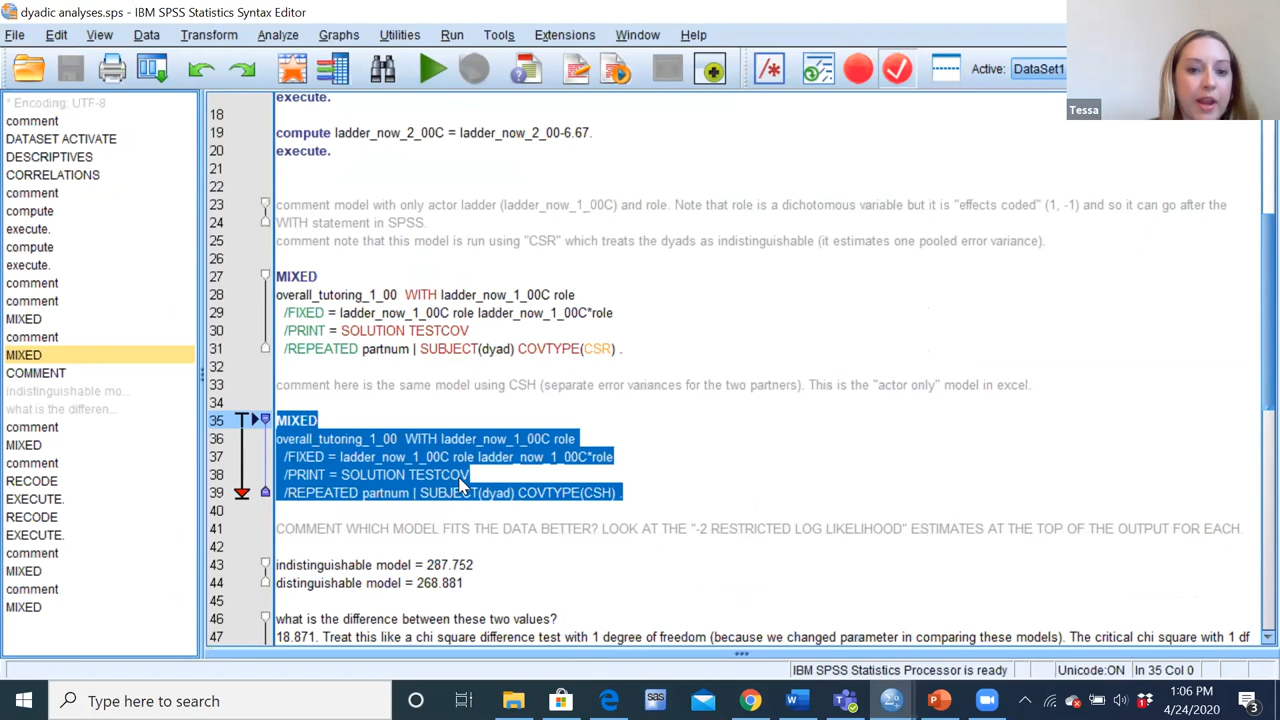 dyadic analyses.sps - IBM SPSS Statistics Syntax Editor
File Edit View Data Transform Analyze Graphs Utilities Run Tools Extensions Window Help
Active: DataSet1
Tessa
* Encoding: UTF-8
comment
DATASET ACTIVATE
DESCRIPTIVES
CORRELATIONS
comment
compute
execute.
compute
execute.
comment
comment
MIXED
comment
MIXED
COMMENT
indistinguishable mo...
what is the differen...
comment
MIXED
comment
RECODE
EXECUTE.
RECODE
EXECUTE.
comment
MIXED
comment
MIXED
execute.
18
19 compute ladder_now_2_00C = ladder_now_2_00-6.67.
20 execute.
21
22
23 comment model with only actor ladder (ladder_now_1_00C) and role. Note that role is a dichotomous variable but it is "effects coded" (1, -1) and so it can go after the
24 WITH statement in SPSS.
25 comment note that this model is run using "CSR" which treats the dyads as indistinguishable (it estimates one pooled error variance).
26
27 MIXED
28 overall_tutoring_1_00 WITH ladder_now_1_00C role
29 /FIXED = ladder_now_1_00C role ladder_now_1_00C*role
30 /PRINT = SOLUTION TESTCOV
31 /REPEATED partnum | SUBJECT(dyad) COVTYPE(CSR) .
32
33 comment here is the same model using CSH (separate error variances for the two partners). This is the "actor only" model in excel.
34
35 MIXED
36 overall_tutoring_1_00 WITH ladder_now_1_00C role
37 /FIXED = ladder_now_1_00C role ladder_now_1_00C*role
38 /PRINT = SOLUTION TESTCOV
39 /REPEATED partnum | SUBJECT(dyad) COVTYPE(CSH) .
40
41 COMMENT WHICH MODEL FITS THE DATA BETTER? LOOK AT THE "-2 RESTRICTED LOG LIKELIHOOD" ESTIMATES AT THE TOP OF THE OUTPUT FOR EACH.
42
43 indistinguishable model = 287.752
44 distinguishable model = 268.881
45
46 what is the difference between these two values?
47 18.871. Treat this like a chi square difference test with 1 degree of freedom (because we changed parameter in comparing these models). The critical chi square with 1 df
IBM SPSS Statistics Processor is ready Unicode:ON In 35 Col 0
Type here to search
sas
1:06 PM
4/24/2020
3